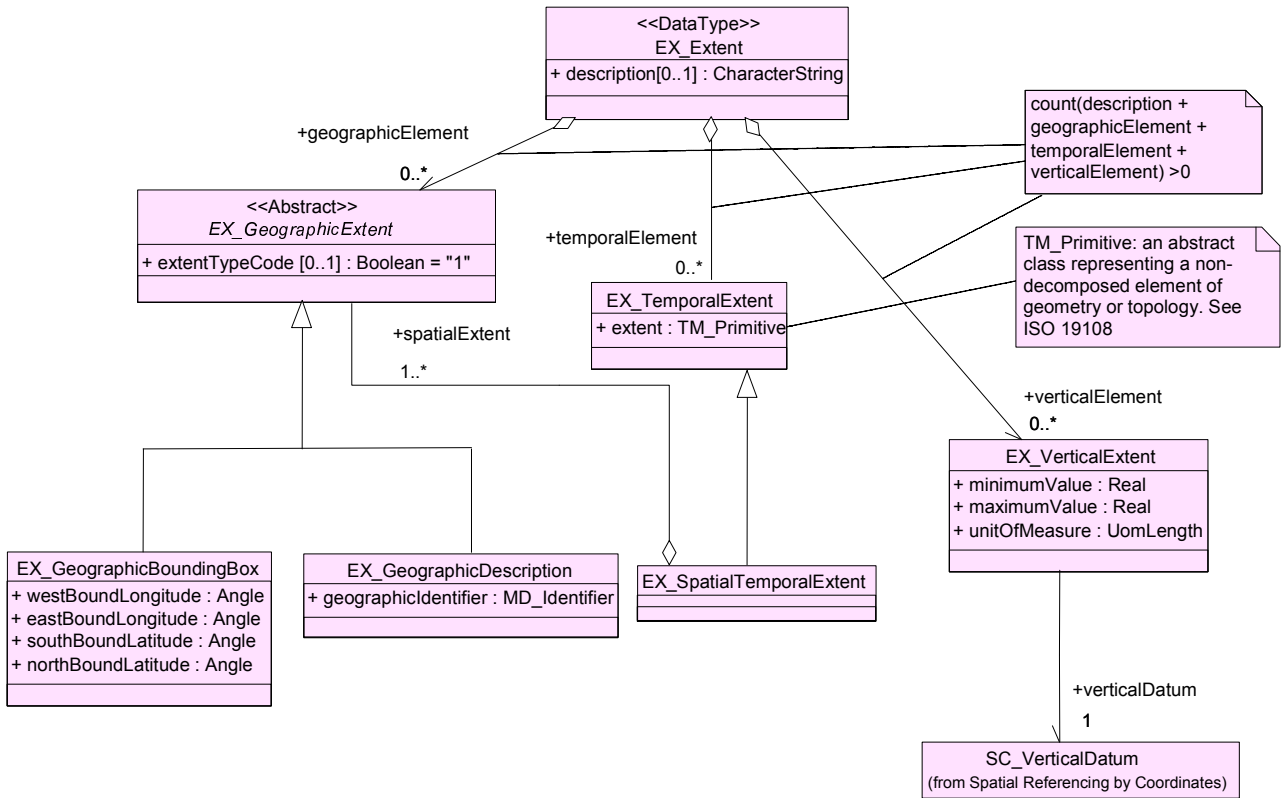 <<DataType>>
EX_Extent
+ description[0..1] : CharacterString
+geographicElement
0..*
count(description +
geographicElement +
temporalElement +
verticalElement) >0
<<Abstract>>
EX_GeographicExtent
+ extentTypeCode [0..1] : Boolean = "1"
+temporalElement
0..*
TM_Primitive: an abstract
class representing a non-
decomposed element of
geometry or topology. See
ISO 19108
EX_TemporalExtent
+ extent : TM_Primitive
+spatialExtent
1..*
+verticalElement
0..*
EX_VerticalExtent
+ minimumValue : Real
+ maximumValue : Real
+ unitOfMeasure : UomLength
EX_GeographicBoundingBox
+ westBoundLongitude : Angle
+ eastBoundLongitude : Angle
+ southBoundLatitude : Angle
+ northBoundLatitude : Angle
EX_GeographicDescription
+ geographicIdentifier : MD_Identifier
EX_SpatialTemporalExtent
+verticalDatum
1
SC_VerticalDatum
(from Spatial Referencing by Coordinates)